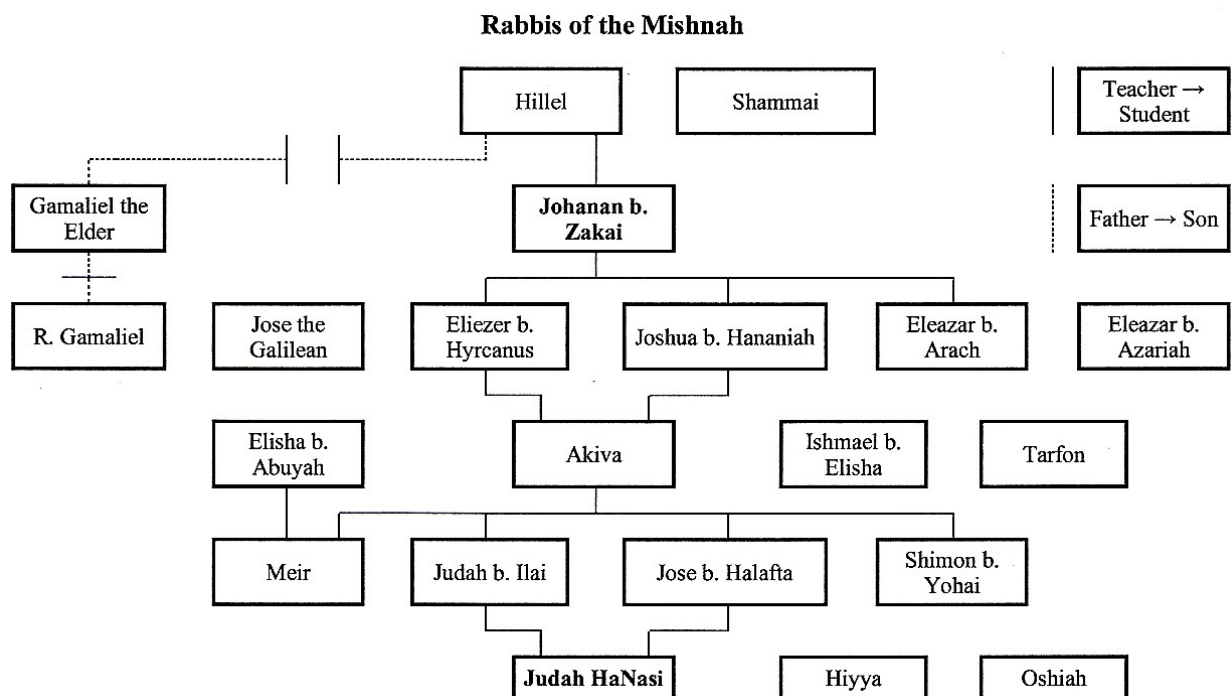 Rabbis of the Mishnah
Hillel
Shammai
Teacher →
Student
Gamaliel the
Elder
Johanan b.
Zakai
Father → Son
R. Gamaliel
Jose the
Galilean
Eliezer b.
Hyrcanus
Joshua b. Hananiah
Eleazar b.
Arach
Eleazar b.
Azariah
Elisha b.
Abuyah
Akiva
Ishmael b.
Elisha
Tarfon
Meir
Judah b. Ilai
Jose b. Halafta
Shimon b.
Yohai
Judah HaNasi
Hiyya
Oshiah